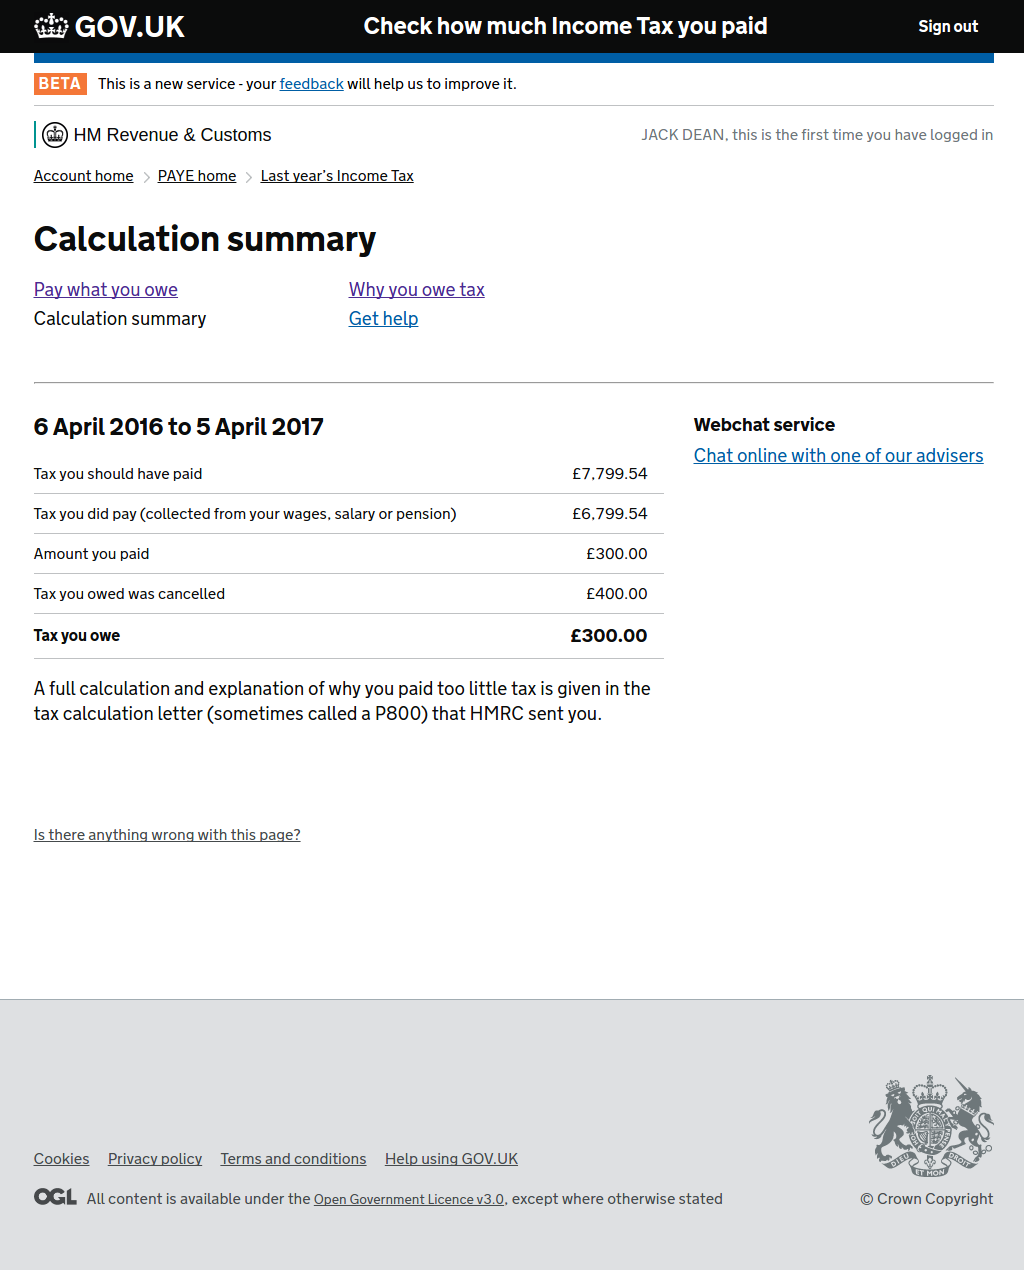 GOV.UK
Check how much Income Tax you paid
Sign out
BETA This is a new service - your feedback will help us to improve it.
HM Revenue & Customs
JACK DEAN, this is the first time you have logged in
Account home PAYE home Last year’s Income Tax
Calculation summary
Pay what you owe
Why you owe tax
Calculation summary
Get help
6 April 2016 to 5 April 2017
Tax you should have paid £7,799.54
Tax you did pay (collected from your wages, salary or pension) £6,799.54
Amount you paid £300.00
Tax you owed was cancelled £400.00
Tax you owe £300.00
A full calculation and explanation of why you paid too little tax is given in the
tax calculation letter (sometimes called a P800) that HMRC sent you.
Webchat service
Chat online with one of our advisers
Is there anything wrong with this page?
Cookies Privacy policy Terms and conditions Help using GOV.UK
OGL All content is available under the Open Government Licence v3.0, except where otherwise stated
DIEU ET MON DROIT
© Crown Copyright